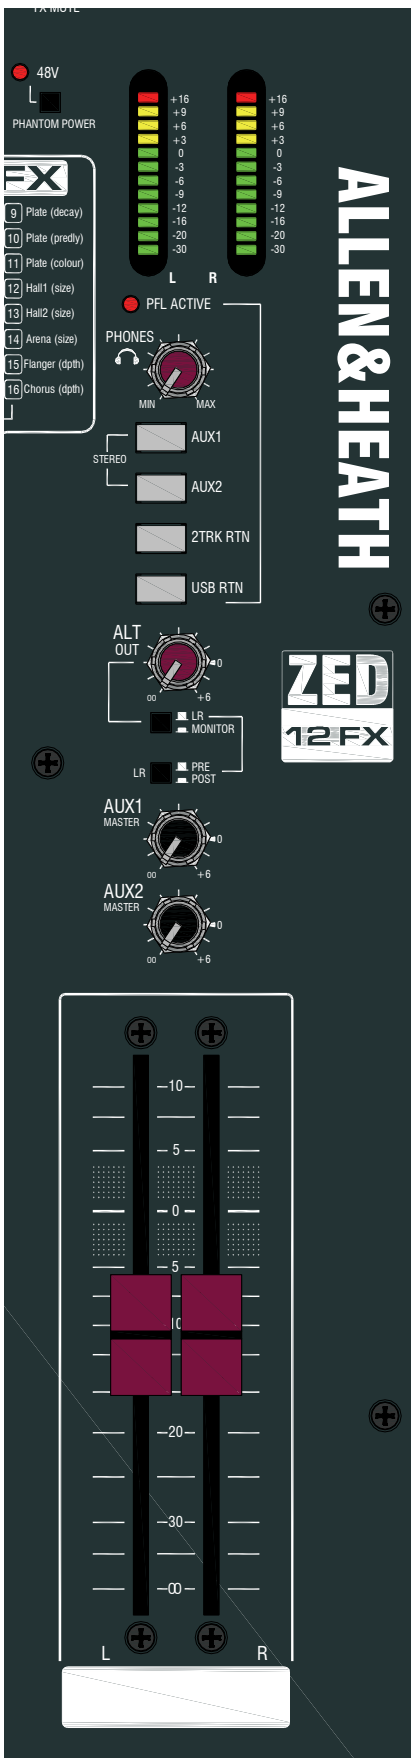 FX MUTE
48V
PHANTOM POWER
FX
9 Plate (decay)
10 Plate (predly)
11 Plate (colour)
12 Hall1 (size)
13 Hall2 (size)
14 Arena (size)
15 Flanger (dpth)
16 Chorus (dpth)
+16 +16
+9 +9
+6 +6
+3 +3
0 0
-3 -3
-6 -6
-9 -9
-12 -12
-16 -16
-20 -20
-30 -30
L R
PFL ACTIVE
PHONES
MIN MAX
AUX1
STEREO
AUX2
2TRK RTN
USB RTN
ALLEN&HEATH
ALT
OUT
0
oo +6
LR
MONITOR
LR
PRE
POST
ZED
12FX
AUX1
MASTER
0
oo +6
AUX2
MASTER
0
oo +6
10
5
0
5
10
20
30
oo
L R